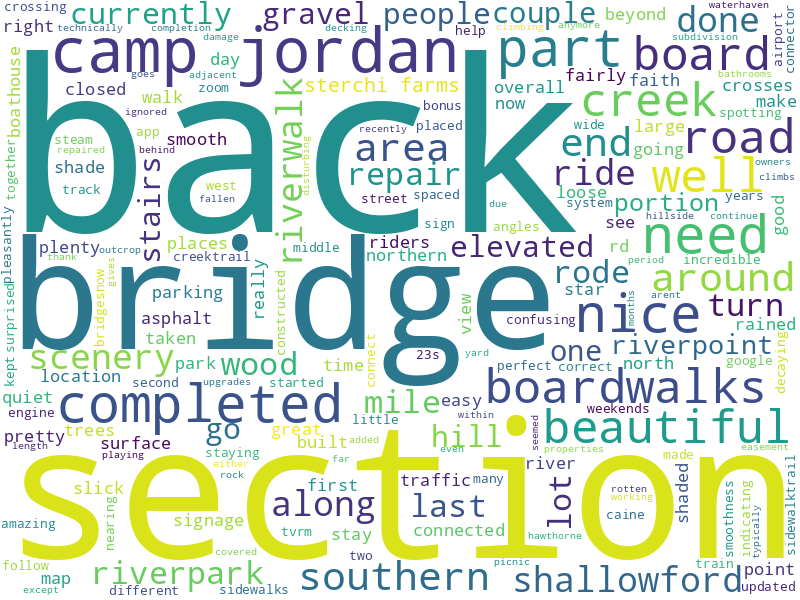 crossing
currently
gravel
people
couple
beyond
done
waterhaven
right
technically
completion
damage
decking
anymore
help
climbing
subdivision
airport
connector
boathouse
goes
adjacent
camp jordan
part
board
day
zoom
sterchi farms
fairly
faith
crosses
bathrooms
closed
back
walk
riverwalk
overall
now
creek
large
make
spotting
ignored
app
bonus
placed
wide
going
together
steam
repaired
behind
smooth
recently
area
end
road
shade
stairs
track
west
fallen
disturbing
repair
street
spaced
ride
loose
well
owners
climbs
system
portion
years
due
sign
angles
see
need
hillside
continue
good
pleasantly
plenty
outcrop
places
creektrail
middle
riders
northern
elevated
rd
incredible
period
arent
thank
bridge
bridgesnow
gives
parking
really
constructed
view
rode
star
around
months
asphalt
confusing
nice
turn
surprised
kept
taken
scenery
wood
park
time
connect
23s
yard
one
riverpoint
rained
decaying
location
second
upgrades
started
perfect
correct
north
google
quiet
engine
completed
mile
easy
within
boardwalks
weekends
length
pretty
playing
trees
surface
go
great
built
added
little
hill
even
seemed
properties
beautiful
made
easement
staying
either
rock
far
section
slick
along
first
traffic
many
river
lot
shaded
rotten
working
smoothness
indicating
typically
sidewalktrail
amazing
nearing
signage
tvrm
stay
last
connected
hawthorne
caine
covered
two
picnic
train
follow
map
except
riverpark
different
sidewalks
southern
shallowford
point
updated